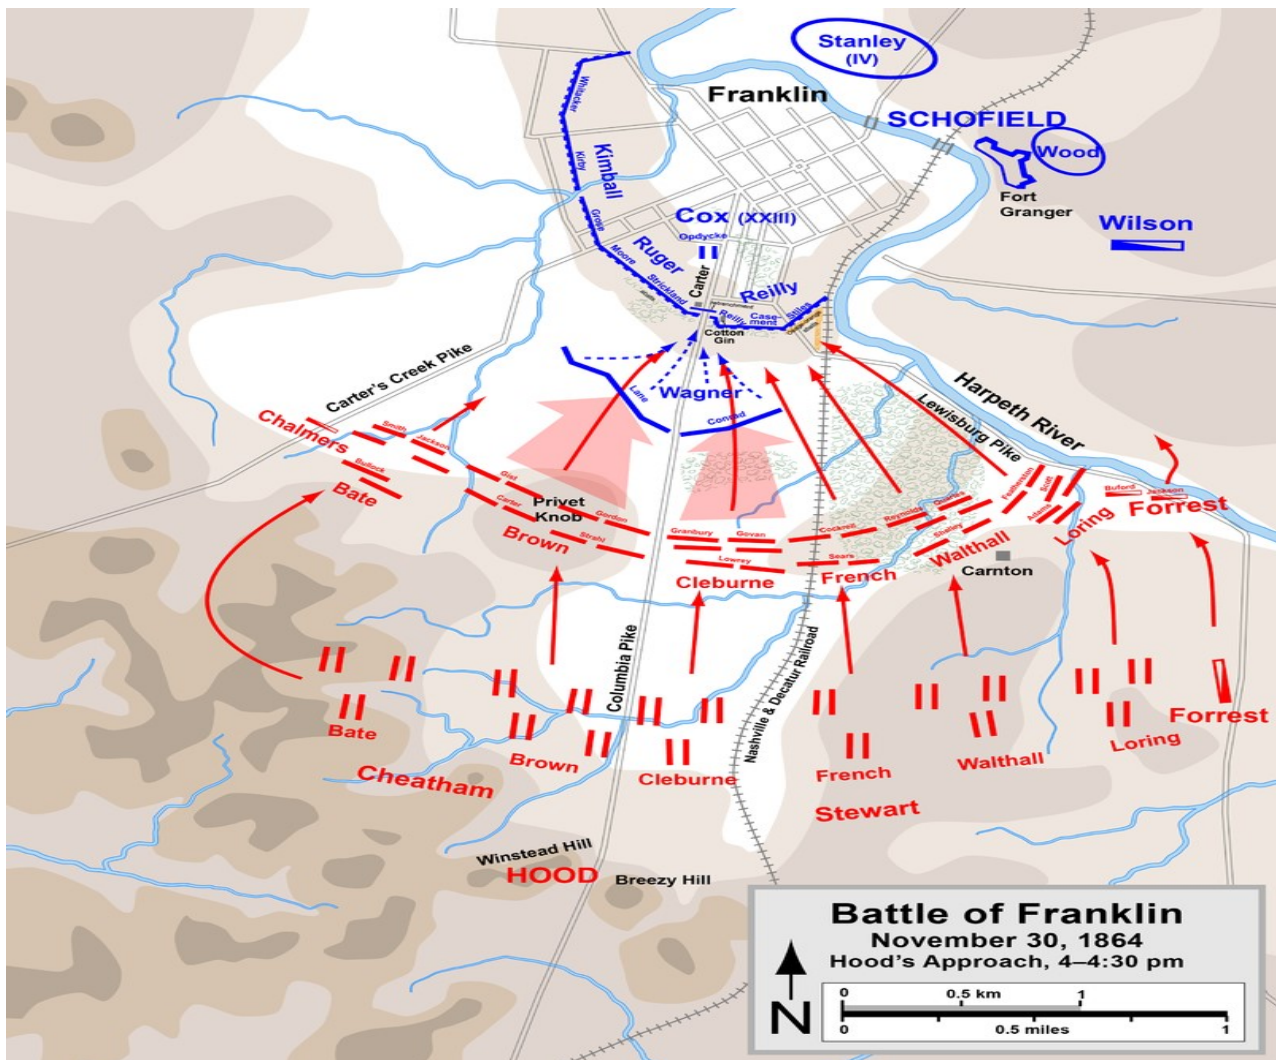 Stanley
(IV)
Franklin
SCHOFIELD
Wood
Fort
Granger
Wilson
Whitacker
Kimball
Kirby
Grose
Cox (XXIII)
Opdycke
Ruger
Moore
Strickland
Carter
Reilly
Reilly
Case-
ment
Stiles
Cotton
Gin
Carter's Creek Pike
Wagner
Lane
Conrad
Harpeth River
Lewisburg Pike
Chalmers
Smith
Jackson
Bullock
Bate
Gist
Gordon
Carter
Strahl
Privet
Knob
Brown
Granbury
Govan
Lowrey
Cleburne
Cockrell
Sears
French
Reynolds
Quarles
Shelley
Walthall
Featherston
Scott
Adams
Loring
Buford
Jackson
Forrest
Carnton
Columbia Pike
Nashville & Decatur Railroad
Bate
Brown
Cleburne
French
Walthall
Loring
Forrest
Cheatham
Stewart
Winstead Hill
HOOD
Breezy Hill
Battle of Franklin
November 30, 1864
Hood's Approach, 4–4:30 pm
N
0 0.5 km 1
0 0.5 miles 1